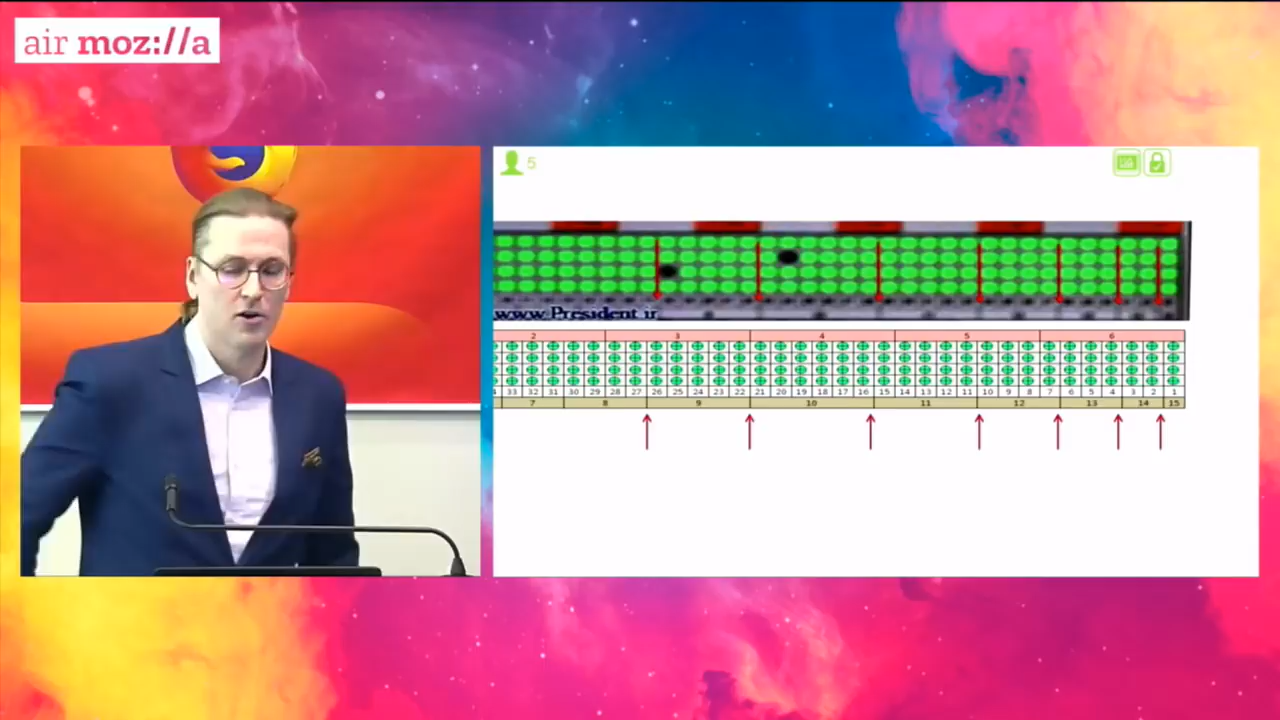 air moz://a
5
www.President.ir
2 3 4 5 6
33 32 31 30 29 28 27 26 25 24 23 22 21 20 19 18 17 16 15 14 13 12 11 10 9 8 7 6 5 4 3 2 1
7 8 9 10 11 12 13 14 15